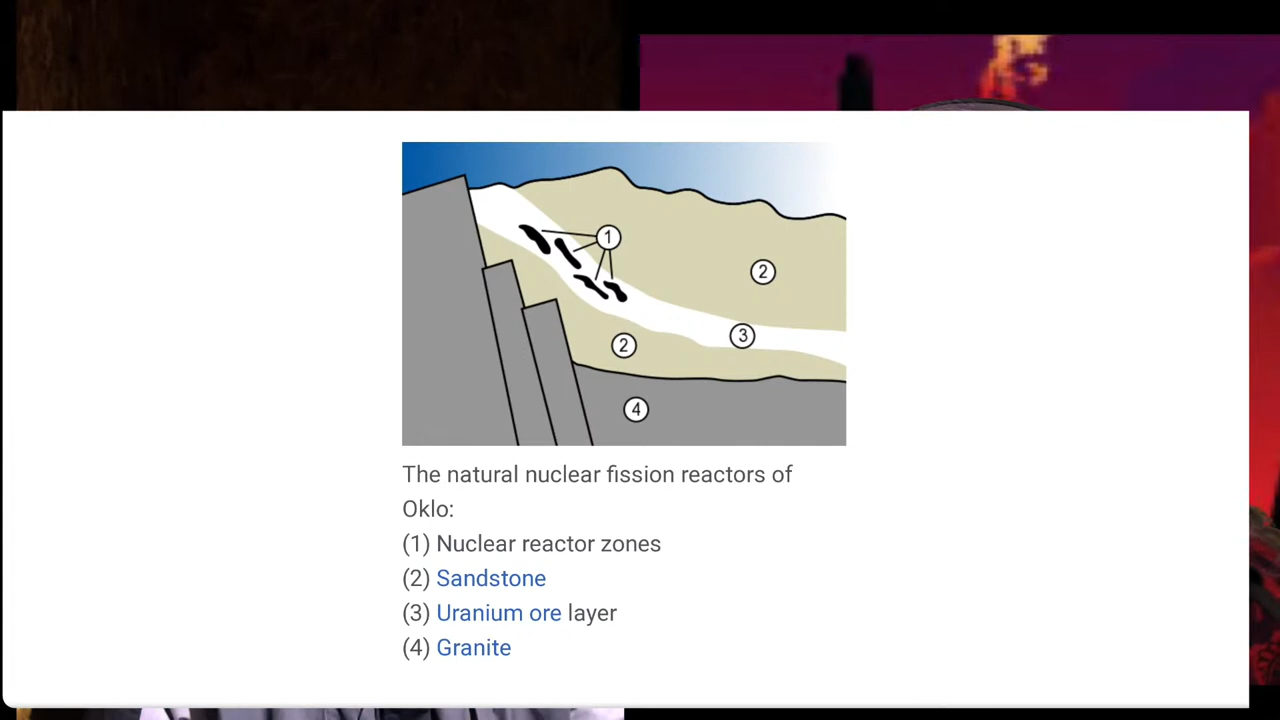 1
2
3
2
4
The natural nuclear fission reactors of
Oklo:
(1) Nuclear reactor zones
(2) Sandstone
(3) Uranium ore layer
(4) Granite